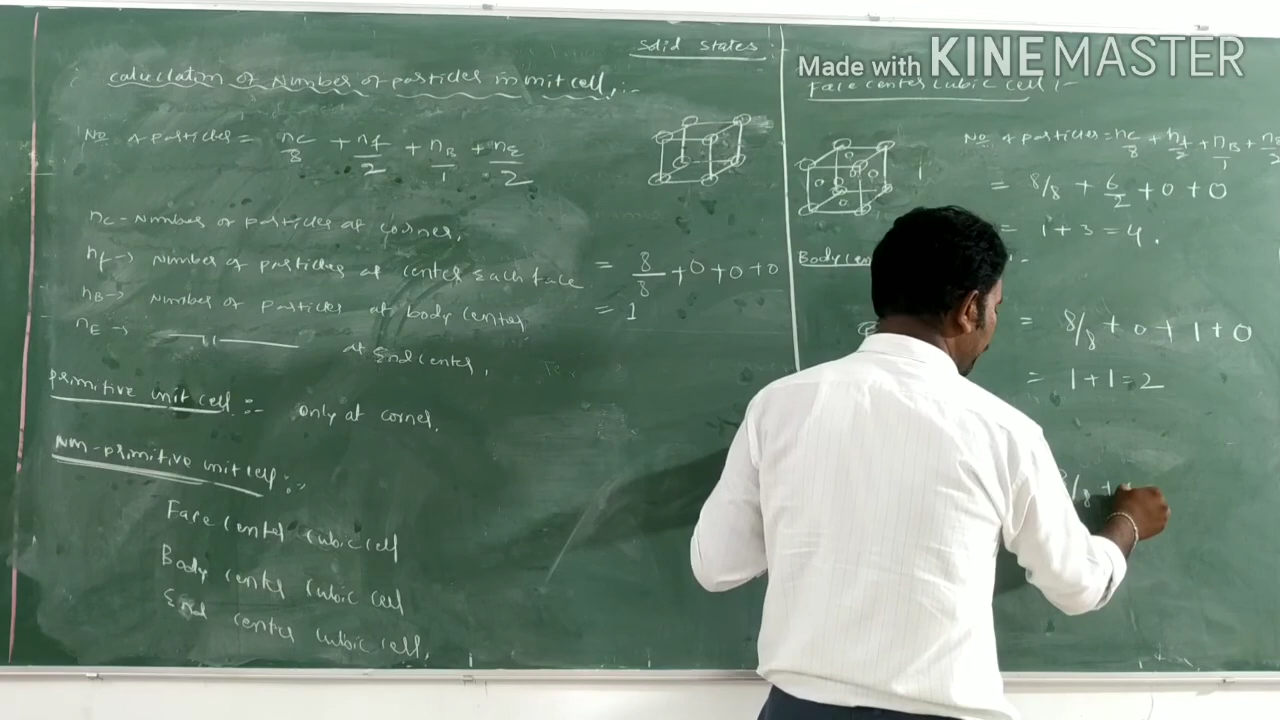 Solid States
Calculation of Number of particles in unit cell :-
No of particles = nc/8 + nf/2 + nB/1 + nE/2
nc - Number of particles at corner.
nf → Number of particles at center each face
nB → Number of particles at body center
nE → —— 11 —— at End center.
= 8/8 + 0 + 0 + 0
= 1
primitive unit cell :- Only at corner.
Non-primitive unit cell :-
Face center cubic cell
Body center cubic cell
End center cubic cell.
Made with KINEMASTER
Face center cubic cell :-
No of particles = nc/8 + nf/2 + nB/1 + nE/2
= 8/8 + 6/2 + 0 + 0
= 1 + 3 = 4.
Body cen
= 8/8 + 0 + 1 + 0
= 1 + 1 = 2
/8 +